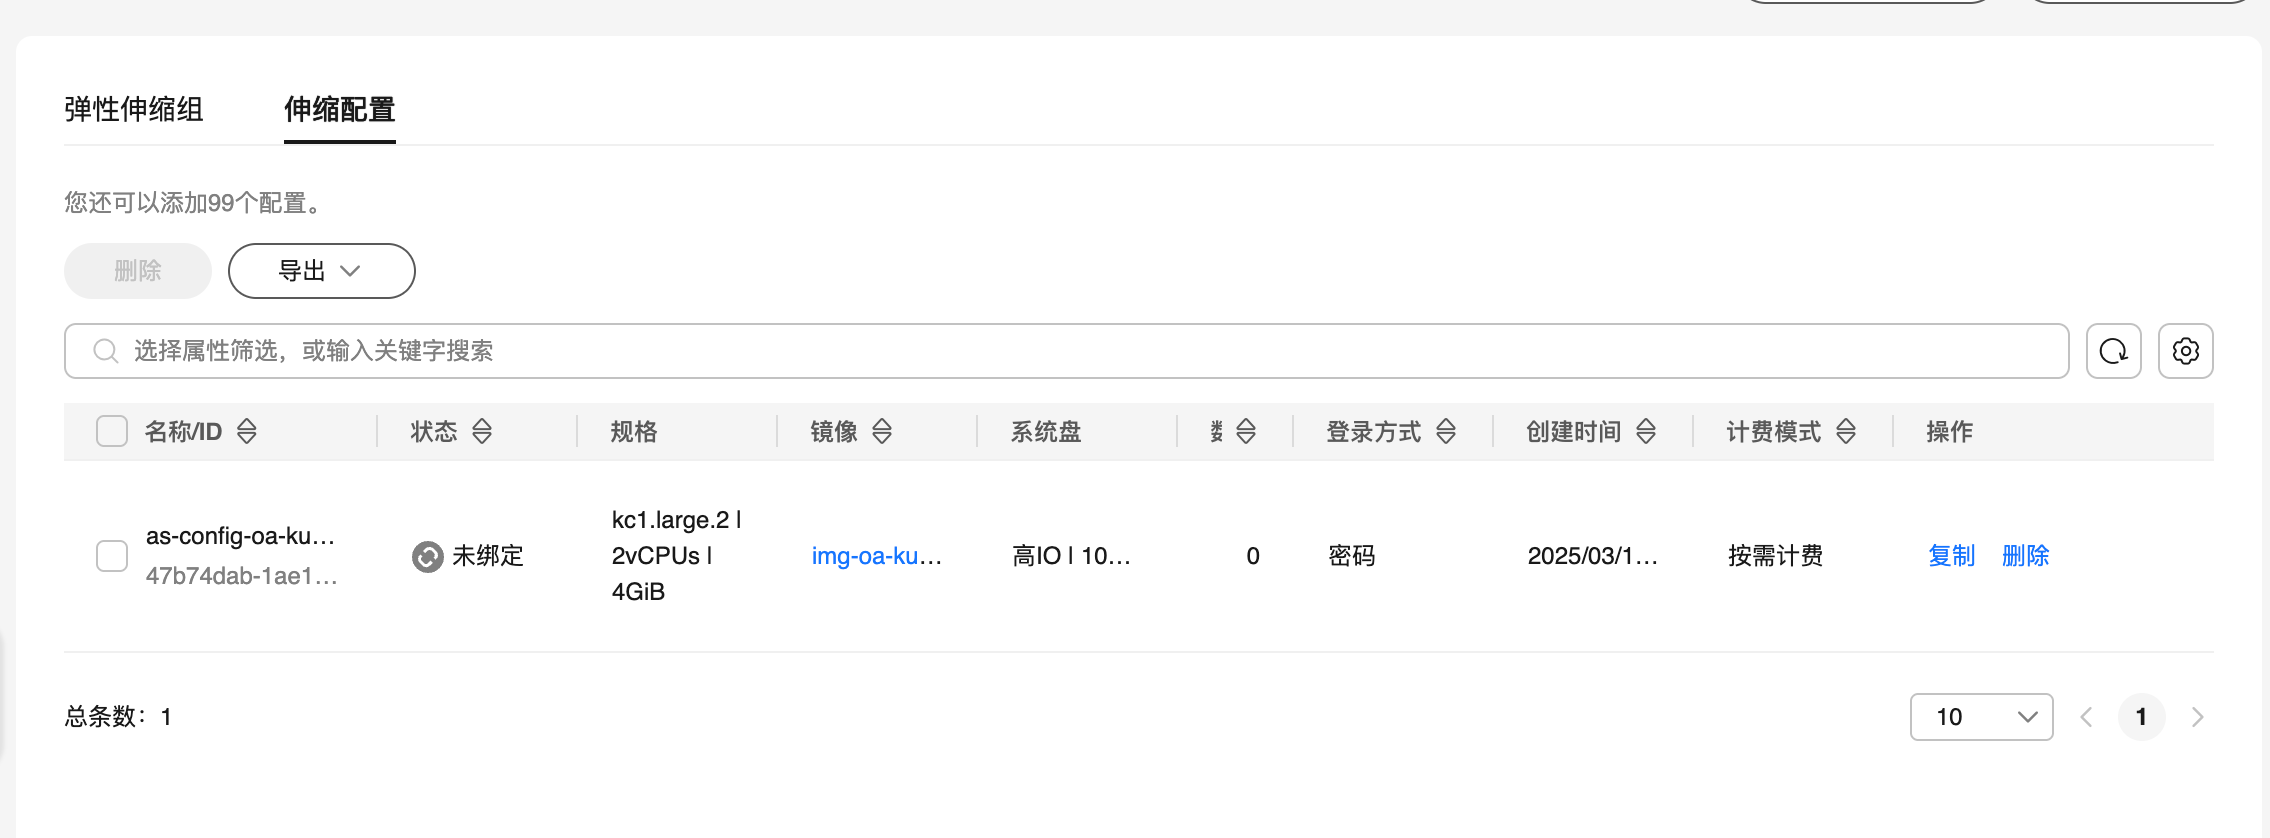 弹性伸缩组 伸缩配置
您还可以添加99个配置。
删除 导出
选择属性筛选，或输入关键字搜索
名称/ID 状态 规格 镜像 系统盘 登录方式 创建时间 计费模式 操作
as-config-oa-ku...
47b74dab-1ae1...
未绑定
kc1.large.2 |
2vCPUs |
4GiB
img-oa-ku...
高IO | 10...
0
密码
2025/03/1...
按需计费
复制 删除
总条数：1
10 1